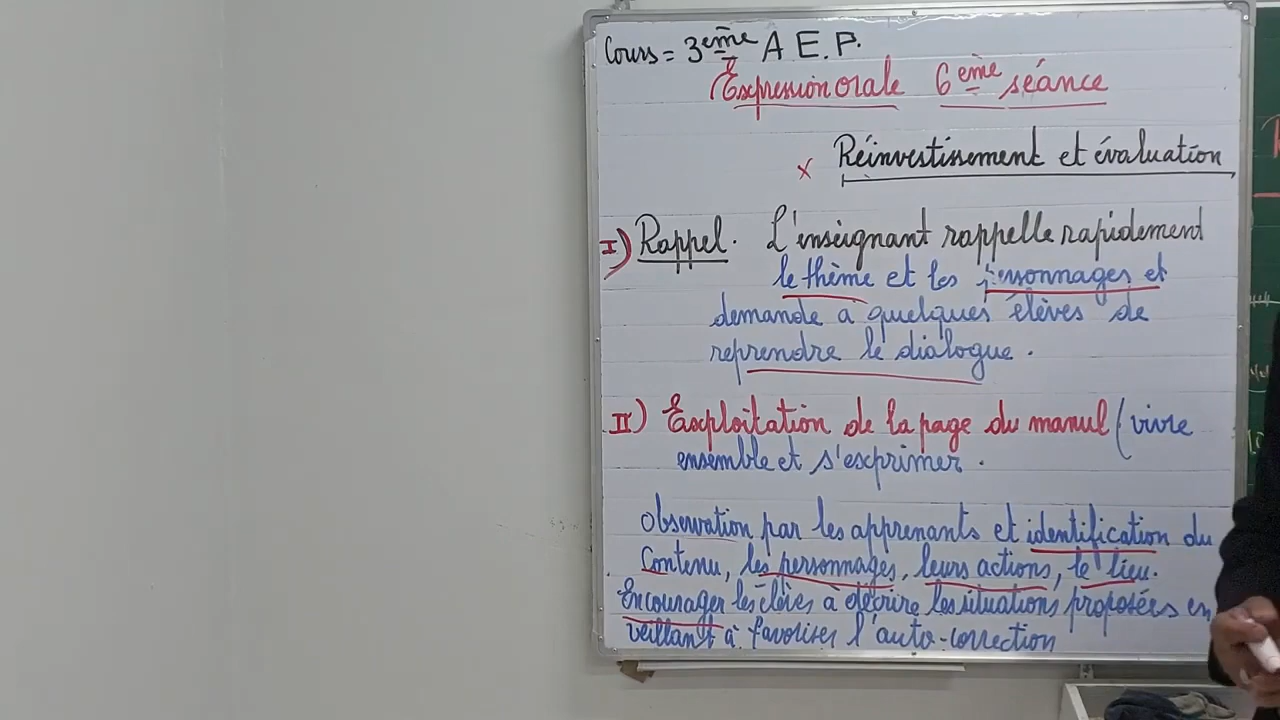 Cours = 3ème A E.P.
Expression orale 6ème séance
x Réinvestissement et évaluation
I) Rappel. L'enseignant rappelle rapidement
le thème et les personnages et
demande à quelques élèves de
reprendre le dialogue.
II) Exploitation de la page du manul (vivre
ensemble et s'exprimer.
Observation par les apprenants et identification du
Contenu, les personnages, leurs actions, le lieu.
Encourager les élèves à décrire les situations proposées en
veillant à favoriser l'auto-correction